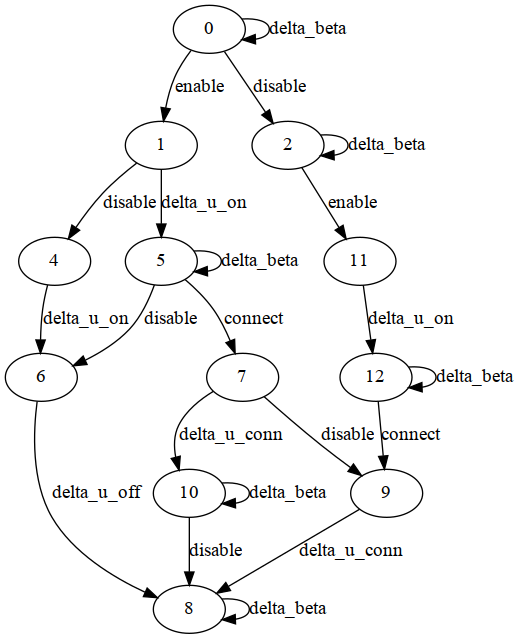 0 delta_beta
enable disable
1 2 delta_beta
disable delta_u_on enable
4 5 delta_beta 11
delta_u_on disable connect delta_u_on
6 7 12 delta_beta
delta_u_conn disable connect
delta_u_off 10 delta_beta 9
disable delta_u_conn
8 delta_beta